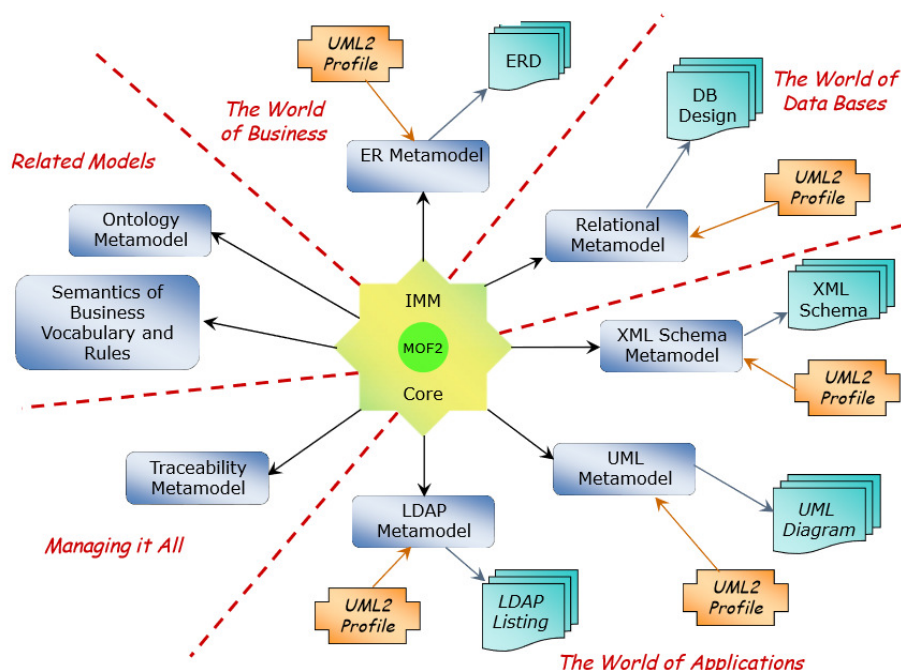 UML2
Profile
ERD
The World
of Business
ER Metamodel
DB
Design
The World of
Data Bases
UML2
Profile
Relational
Metamodel
Related Models
Ontology
Metamodel
Semantics of
Business
Vocabulary and
Rules
IMM
MOF2
Core
XML
Schema
XML Schema
Metamodel
UML2
Profile
UML
Metamodel
UML
Diagram
UML2
Profile
Traceability
Metamodel
LDAP
Metamodel
Managing it All
UML2
Profile
LDAP
Listing
The World of Applications